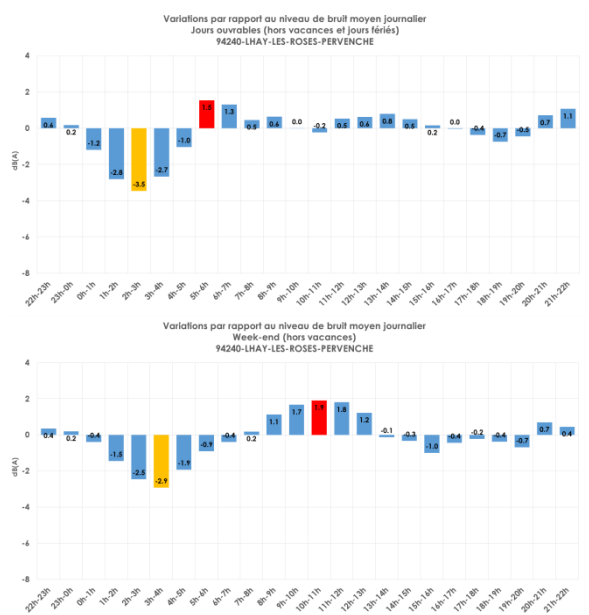 Variations par rapport au niveau de bruit moyen journalier
Jours ouvrables (hors vacances et jours fériés)
94240-LHAY-LES-ROSES-PERVENCHE
4
2
0
-2
-4
-6
-8
dB(A)
0.6 0.2 -1.2 -2.8 -3.5 -2.7 -1.0 1.5 1.3 0.5 0.6 0.0 -0.2 0.5 0.6 0.8 0.5 0.2 0.0 -0.4 -0.7 -0.5 0.7 1.1
22h-23h 23h-0h 0h-1h 1h-2h 2h-3h 3h-4h 4h-5h 5h-6h 6h-7h 7h-8h 8h-9h 9h-10h 10h-11h 11h-12h 12h-13h 13h-14h 14h-15h 15h-16h 16h-17h 17h-18h 18h-19h 19h-20h 20h-21h 21h-22h
Variations par rapport au niveau de bruit moyen journalier
Week-end (hors vacances)
94240-LHAY-LES-ROSES-PERVENCHE
4
2
0
-2
-4
-6
-8
dB(A)
0.4 0.2 -0.4 -1.5 -2.5 -2.9 -1.9 -0.9 -0.4 0.2 1.1 1.7 1.9 1.8 1.2 -0.1 -0.3 -1.0 -0.4 -0.2 -0.4 -0.7 0.7 0.4
22h-23h 23h-0h 0h-1h 1h-2h 2h-3h 3h-4h 4h-5h 5h-6h 6h-7h 7h-8h 8h-9h 9h-10h 10h-11h 11h-12h 12h-13h 13h-14h 14h-15h 15h-16h 16h-17h 17h-18h 18h-19h 19h-20h 20h-21h 21h-22h